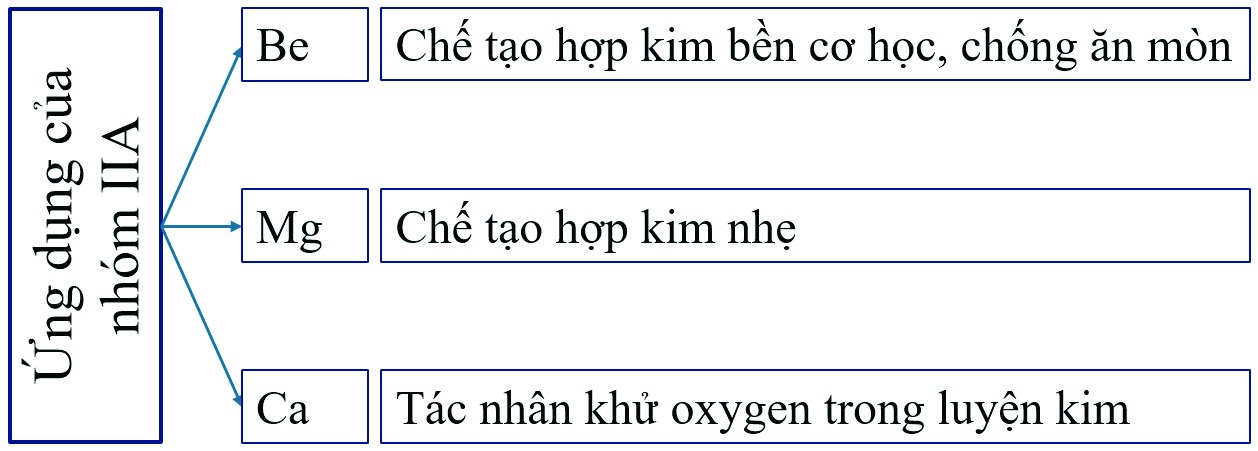 Ứng dụng của
nhóm IIA
Be
Chế tạo hợp kim bền cơ học, chống ăn mòn
Mg
Chế tạo hợp kim nhẹ
Ca
Tác nhân khử oxygen trong luyện kim